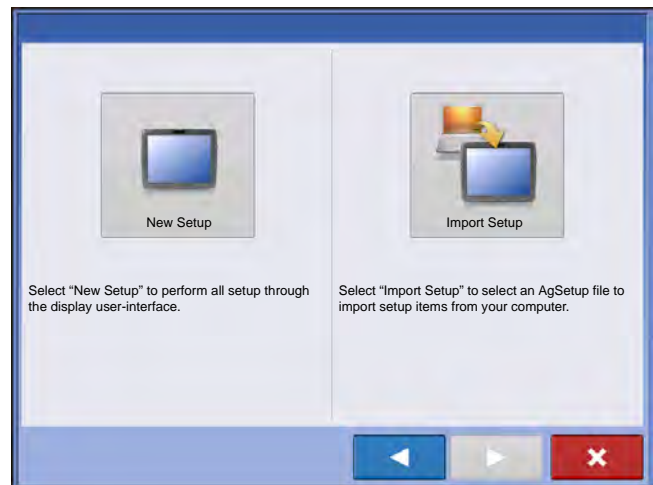 New Setup
Select “New Setup” to perform all setup through
the display user-interface.
Import Setup
Select “Import Setup” to select an AgSetup file to
import setup items from your computer.